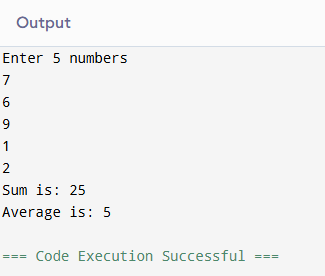 Output
Enter 5 numbers
7
6
9
1
2
Sum is: 25
Average is: 5
=== Code Execution Successful ===